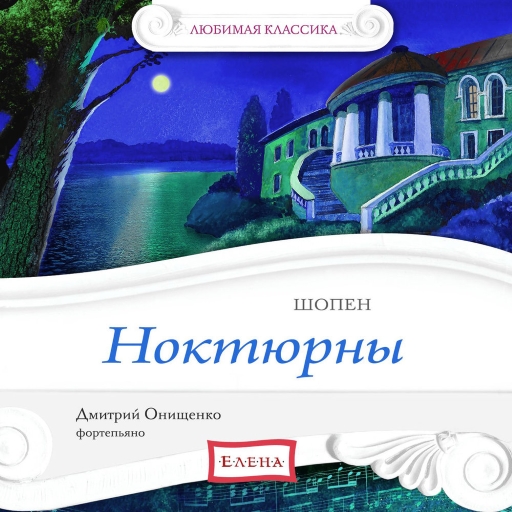 ЛЮБИМАЯ КЛАССИКА
ШОПЕН
Ноктюрны
Дмитрий Онищенко
фортепьяно
·ЕЛЕНА·